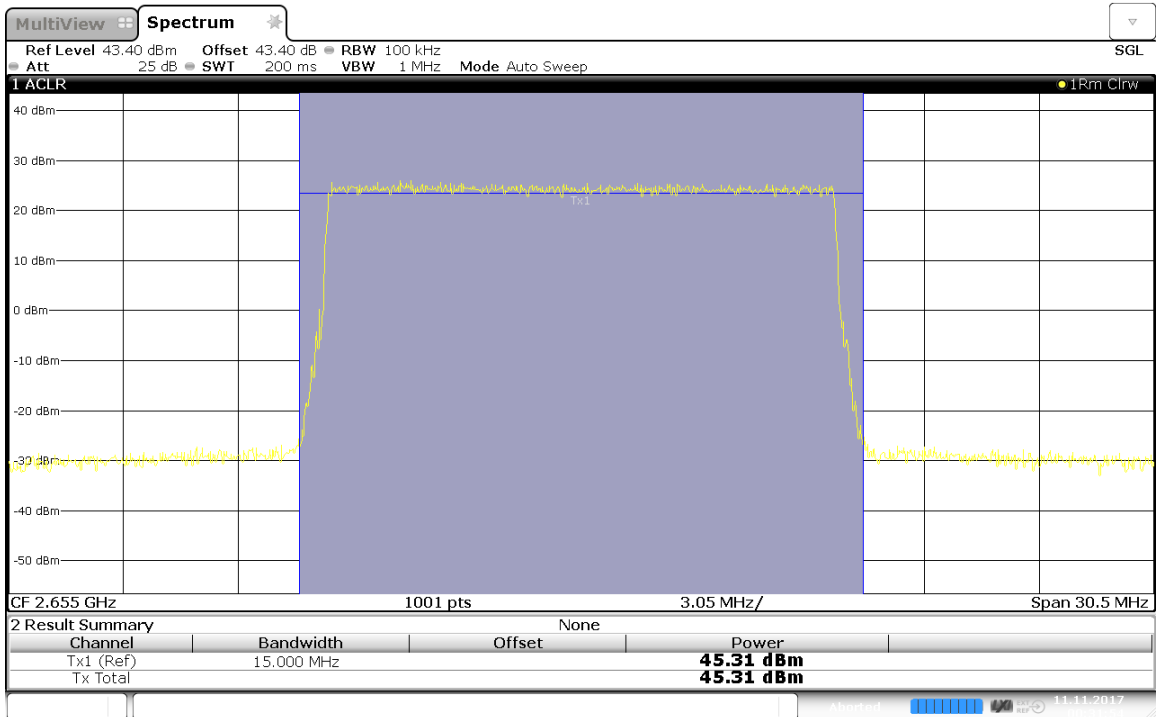 MultiView Spectrum
Ref Level 43.40 dBm Offset 43.40 dB RBW 100 kHz SGL
Att 25 dB SWT 200 ms VBW 1 MHz Mode Auto Sweep
1 ACLR 1Rm Clrw
40 dBm
30 dBm
20 dBm
Tx1
10 dBm
0 dBm
-10 dBm
-20 dBm
-30 dBm
-40 dBm
-50 dBm
CF 2.655 GHz 1001 pts 3.05 MHz/ Span 30.5 MHz
2 Result Summary None
Channel Bandwidth Offset Power
Tx1 (Ref) 15.000 MHz 45.31 dBm
Tx Total 45.31 dBm
Aborted 11.11.2017